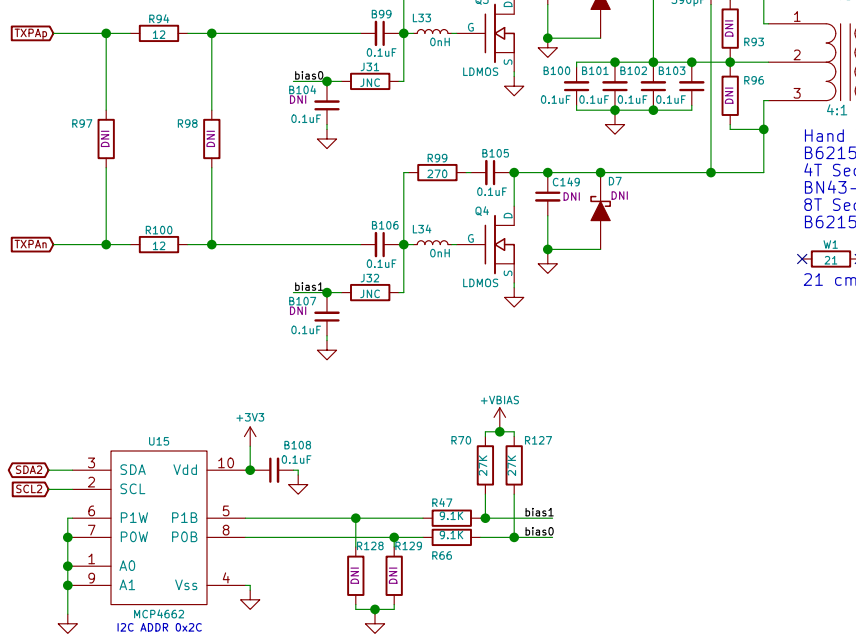 Q3
D
390pF
TXPAp
R94
12
B99
0.1uF
L33
0nH
G
S
LDMOS
bias0
J31
JNC
B104
DNI
0.1uF
B100
B101
B102
B103
0.1uF
0.1uF
0.1uF
0.1uF
DNI
R93
R96
DNI
1
2
3
4:1
R97
DNI
R98
DNI
Hand
B6215
4T Sec
BN43-
8T Sec
B6215
R99
270
B105
0.1uF
C149
DNI
D7
DNI
Q4
D
TXPAn
R100
12
B106
0.1uF
L34
0nH
G
S
LDMOS
W1
21
21 cm
bias1
J32
JNC
B107
DNI
0.1uF
+3V3
+VBIAS
U15
B108
0.1uF
R70
27K
R127
27K
SDA2
3
SDA
Vdd
10
SCL2
2
SCL
6
P1W
P1B
5
R47
9.1K
bias1
7
P0W
P0B
8
9.1K
R66
bias0
1
A0
R128
DNI
R129
DNI
9
A1
Vss
4
MCP4662
I2C ADDR 0x2C